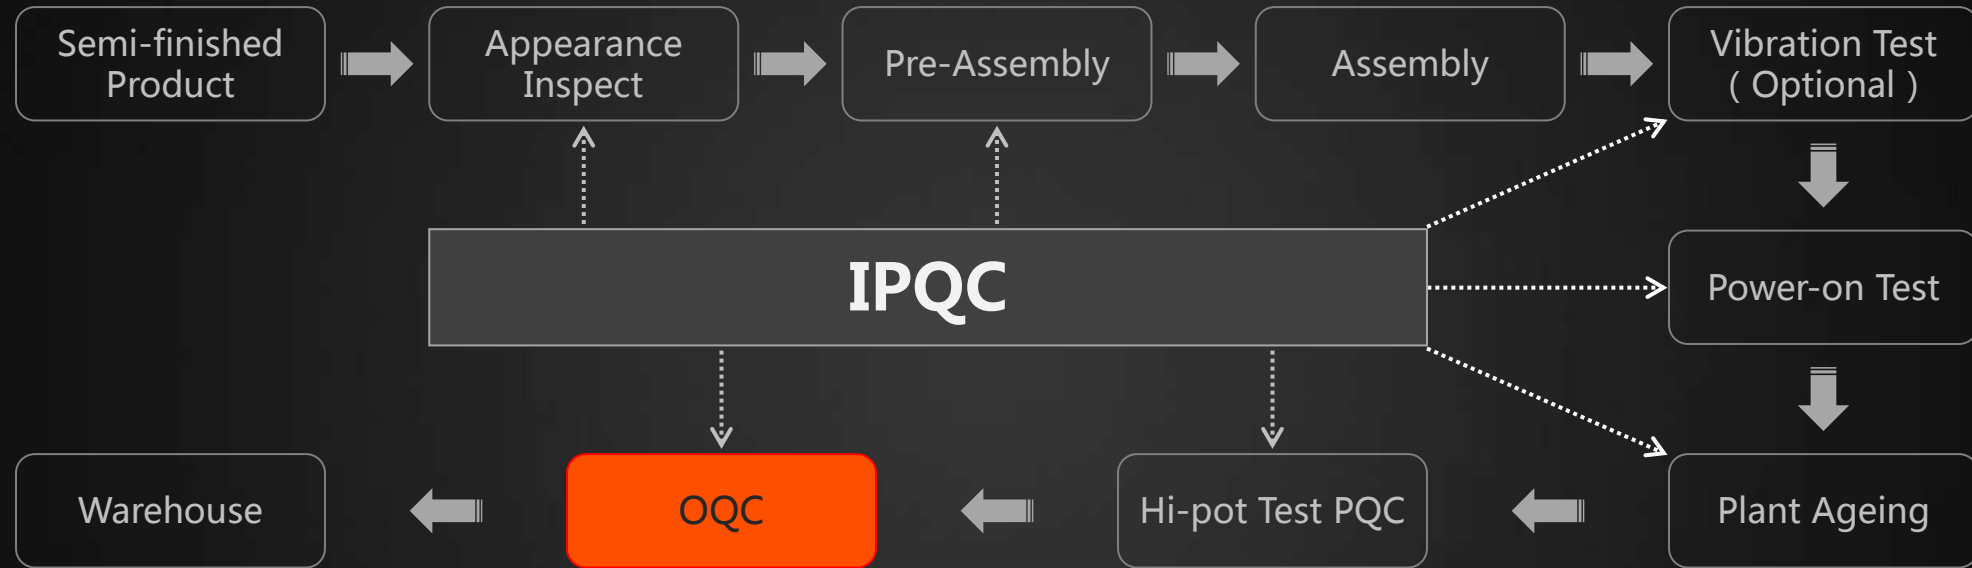 Semi-finished
Product
Appearance
Inspect
Pre-Assembly
Assembly
Vibration Test
( Optional )
IPQC
Power-on Test
Warehouse
OQC
Hi-pot Test PQC
Plant Ageing